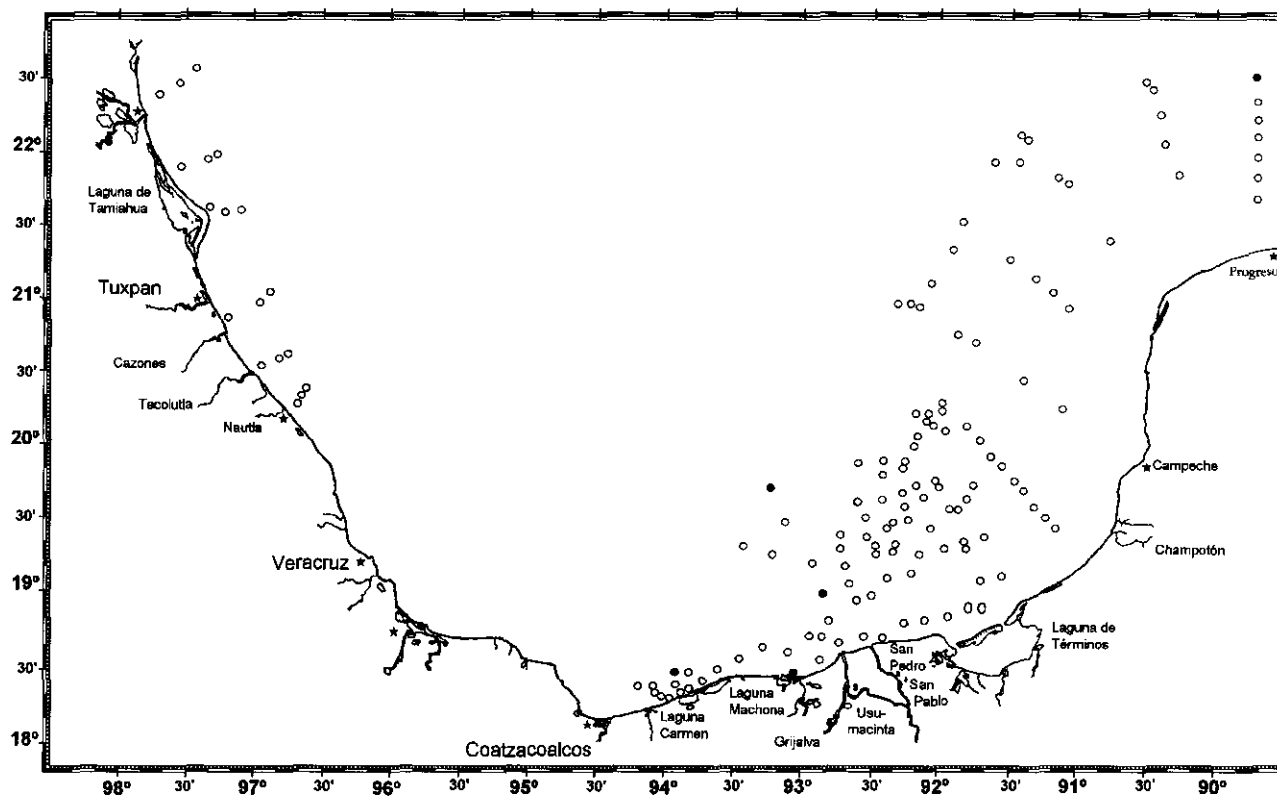 30'
22º
Laguna de
Tamiahua
30'
Progreso
Tuxpan
21º
Cazones
30'
Tecolutla
Nautla
20º
Campeche
30'
Champotón
Veracruz
19º
Laguna de
Términos
San
Pedro
30'
San
Pablo
Laguna
Machona
Laguna
Carmen
Usu-
macinta
Grijalva
18º
Coatzacoalcos
98º 30' 97º 30' 96º 30' 95º 30' 94º 30' 93º 30' 92º 30' 91º 30' 90º